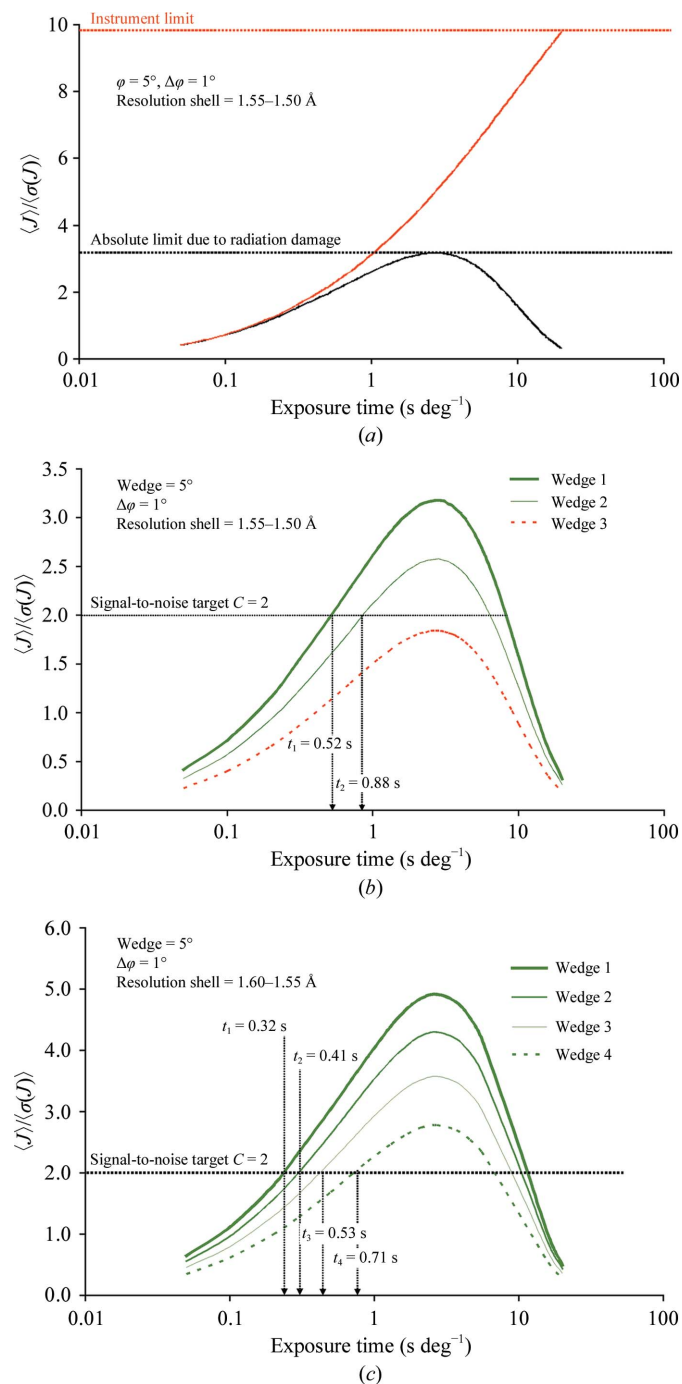 Instrument limit
10
φ = 5°, Δφ = 1°
Resolution shell = 1.55–1.50 Å
8
6
⟨J⟩/⟨σ(J)⟩
4
Absolute limit due to radiation damage
2
0
0.01 0.1 1 10 100
Exposure time (s deg⁻¹)
(a)
3.5
Wedge = 5°
Δφ = 1°
Resolution shell = 1.55–1.50 Å
Wedge 1
Wedge 2
Wedge 3
3.0
2.5
⟨J⟩/⟨σ(J)⟩
Signal-to-noise target C = 2
2.0
1.5
1.0
t₁ = 0.52 s
0.5
t₂ = 0.88 s
0.0
0.01 0.1 1 10 100
Exposure time (s deg⁻¹)
(b)
6.0
Wedge = 5°
Δφ = 1°
Resolution shell = 1.60–1.55 Å
Wedge 1
Wedge 2
Wedge 3
Wedge 4
5.0
t₁ = 0.32 s
t₂ = 0.41 s
4.0
⟨J⟩/⟨σ(J)⟩
3.0
Signal-to-noise target C = 2
2.0
t₃ = 0.53 s
1.0
t₄ = 0.71 s
0.0
0.01 0.1 1 10 100
Exposure time (s deg⁻¹)
(c)